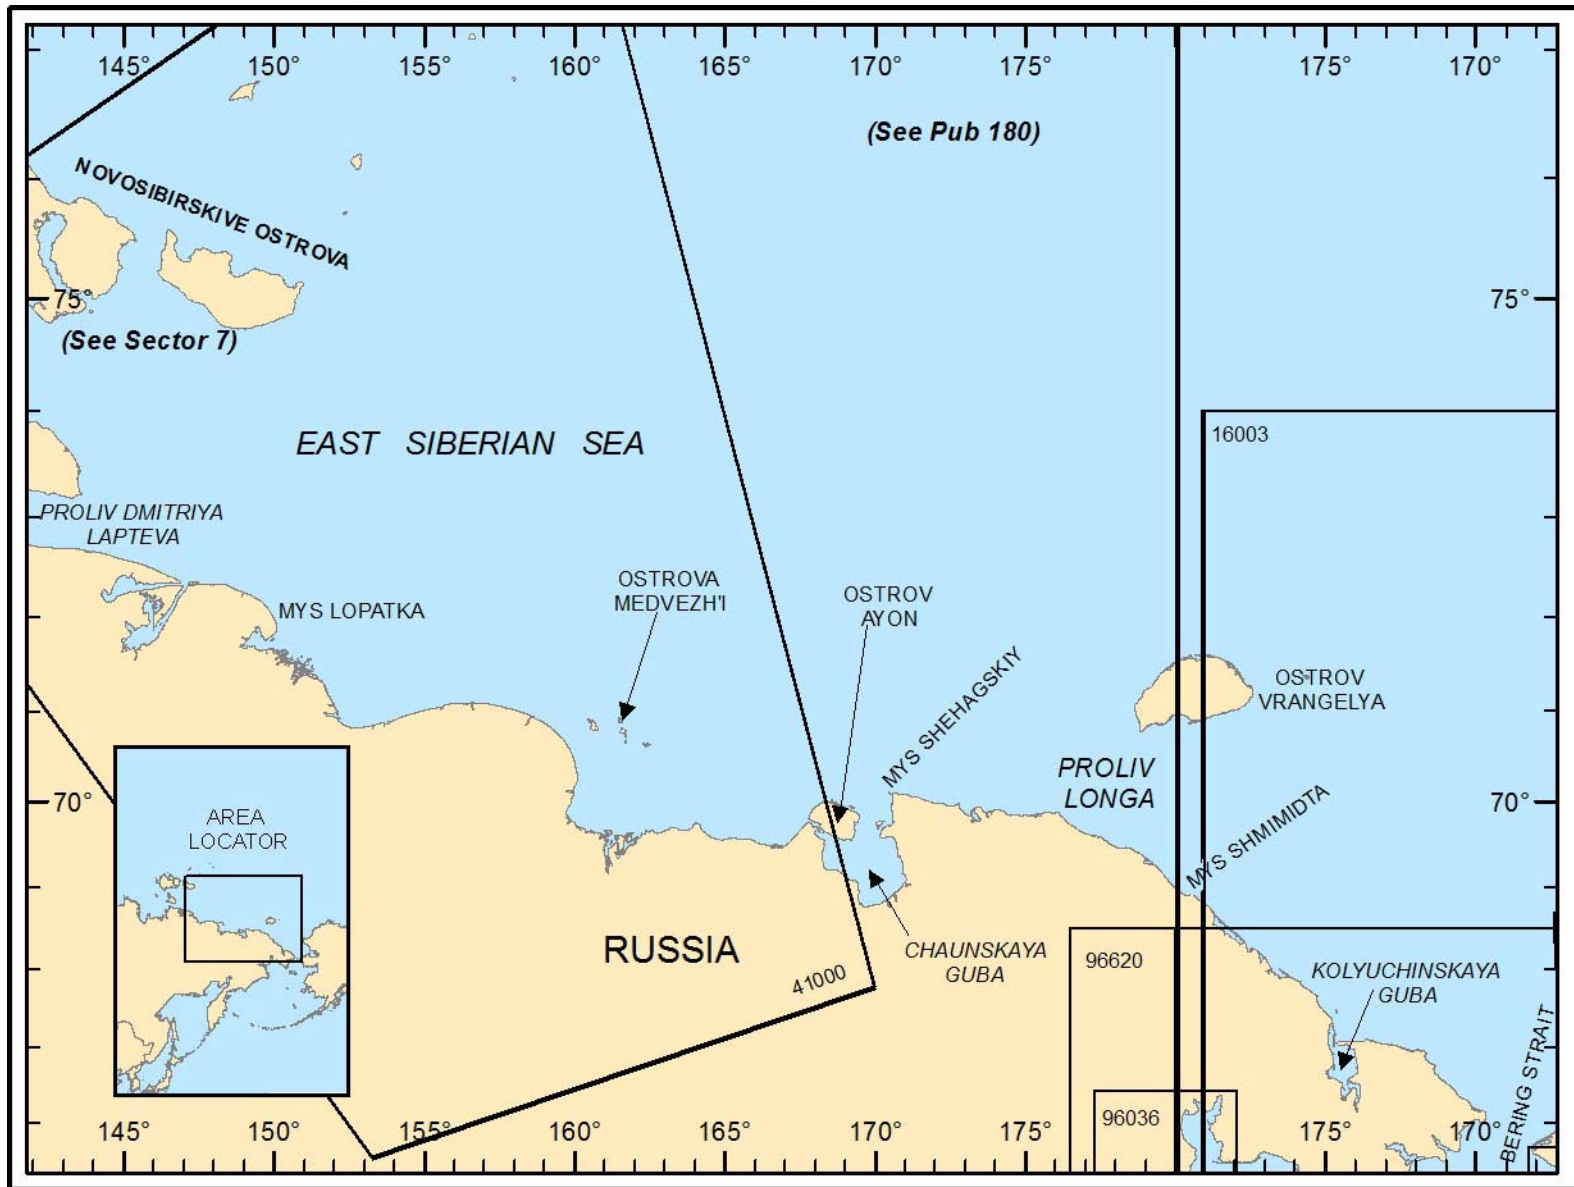 145° 150° 155° 160° 165° 170° 175° 175° 170°
(See Pub 180)
NOVOSIBIRSKIVE OSTROVA
75° 75°
(See Sector 7)
EAST SIBERIAN SEA
16003
PROLIV DMITRIYA
LAPTEVA
MYS LOPATKA
OSTROVA
MEDVEZH'I
OSTROV
AYON
MYS SHEHAGSKIY
OSTROV
VRANGELYA
PROLIV
LONGA
70° 70°
MYS SHMIMIDTA
AREA
LOCATOR
RUSSIA
41000
CHAUNSKAYA
GUBA
96620
KOLYUCHINSKAYA
GUBA
BERING STRAIT
96036
145° 150° 155° 160° 165° 170° 175° 175° 170°